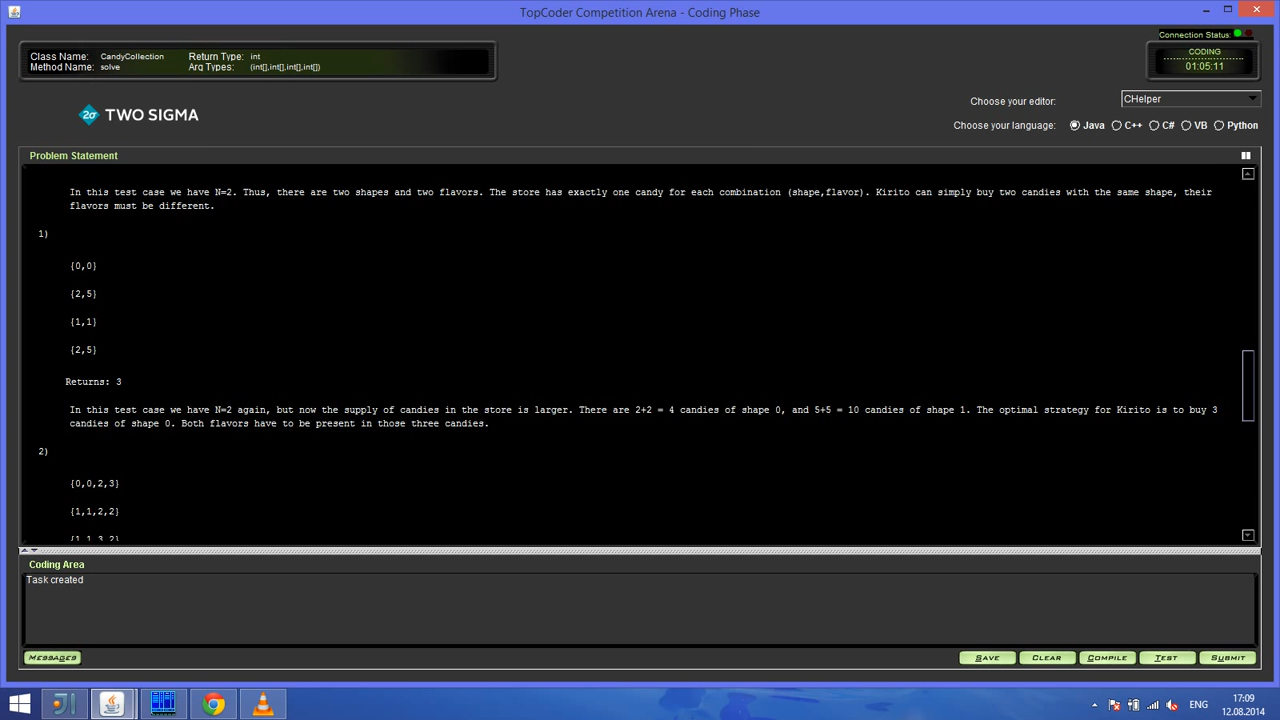 TopCoder Competition Arena - Coding Phase
Connection Status:
Class Name: CandyCollection Return Type: int
Method Name: solve Arg Types: (int[],int[],int[],int[])
CODING
01:05:11
2σ TWO SIGMA
Choose your editor: CHelper
Choose your language: Java C++ C# VB Python
Problem Statement
In this test case we have N=2. Thus, there are two shapes and two flavors. The store has exactly one candy for each combination (shape,flavor). Kirito can simply buy two candies with the same shape, their
flavors must be different.
1)
{0,0}
{2,5}
{1,1}
{2,5}
Returns: 3
In this test case we have N=2 again, but now the supply of candies in the store is larger. There are 2+2 = 4 candies of shape 0, and 5+5 = 10 candies of shape 1. The optimal strategy for Kirito is to buy 3
candies of shape 0. Both flavors have to be present in those three candies.
2)
{0,0,2,3}
{1,1,2,2}
{1,1,3,2}
Coding Area
Task created
MESSAGES SAVE CLEAR COMPILE TEST SUBMIT
ENG
17:09
12.08.2014